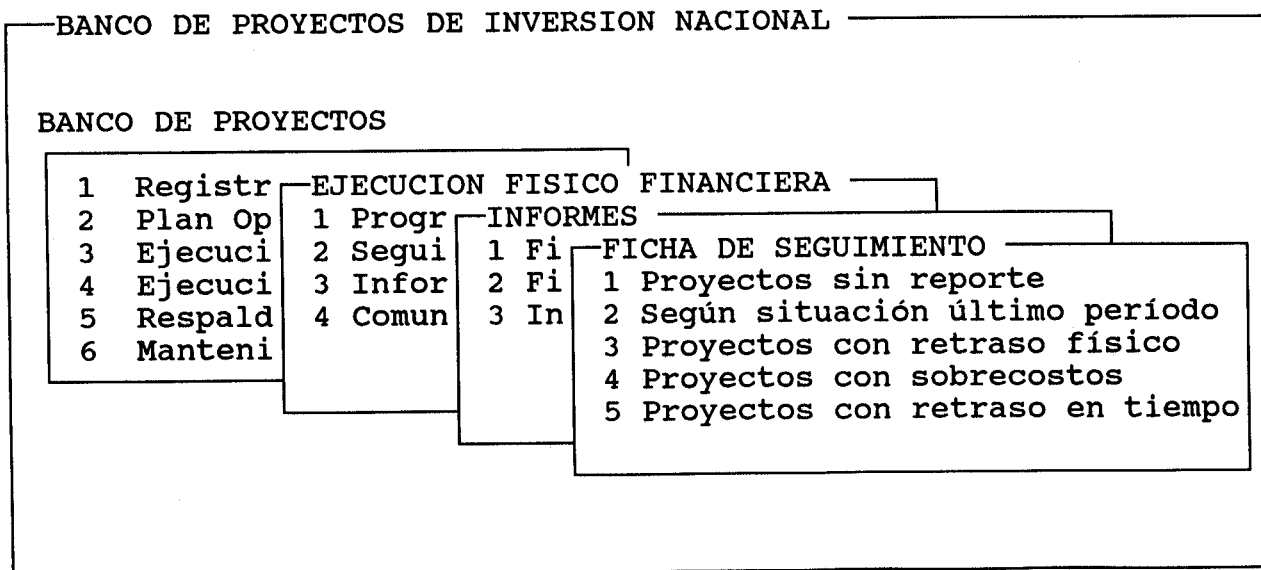 BANCO DE PROYECTOS DE INVERSION NACIONAL
BANCO DE PROYECTOS
1 Registr
2 Plan Op
3 Ejecuci
4 Ejecuci
5 Respald
6 Manteni
EJECUCION FISICO FINANCIERA
1 Progr
2 Segui
3 Infor
4 Comun
INFORMES
1 Fi
2 Fi
3 In
FICHA DE SEGUIMIENTO
1 Proyectos sin reporte
2 Según situación último período
3 Proyectos con retraso físico
4 Proyectos con sobrecostos
5 Proyectos con retraso en tiempo